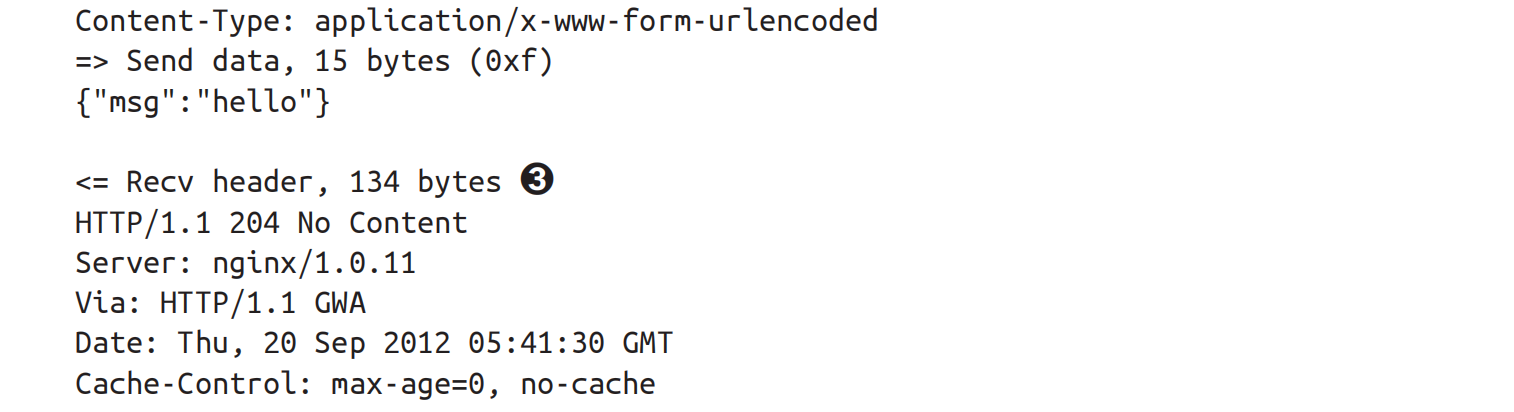 Content-Type: application/x-www-form-urlencoded
=> Send data, 15 bytes (0xf)
{"msg":"hello"}
<= Recv header, 134 bytes ❸
HTTP/1.1 204 No Content
Server: nginx/1.0.11
Via: HTTP/1.1 GWA
Date: Thu, 20 Sep 2012 05:41:30 GMT
Cache-Control: max-age=0, no-cache